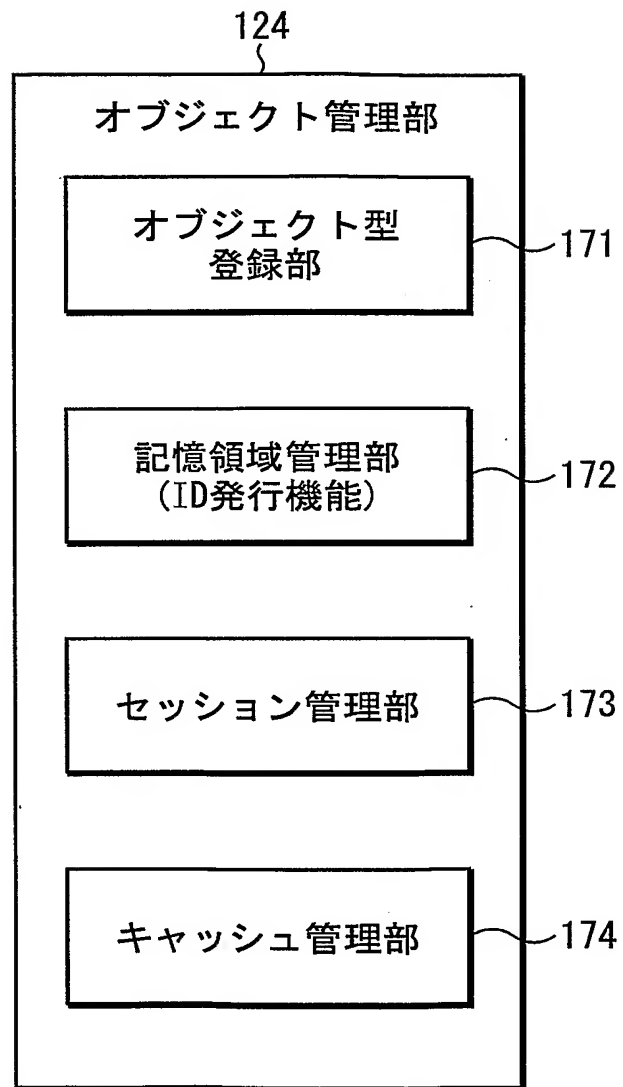 124
オブジェクト管理部
オブジェクト型
登録部
171
記憶領域管理部
(ID発行機能)
172
セッション管理部
173
キャッシュ管理部
174